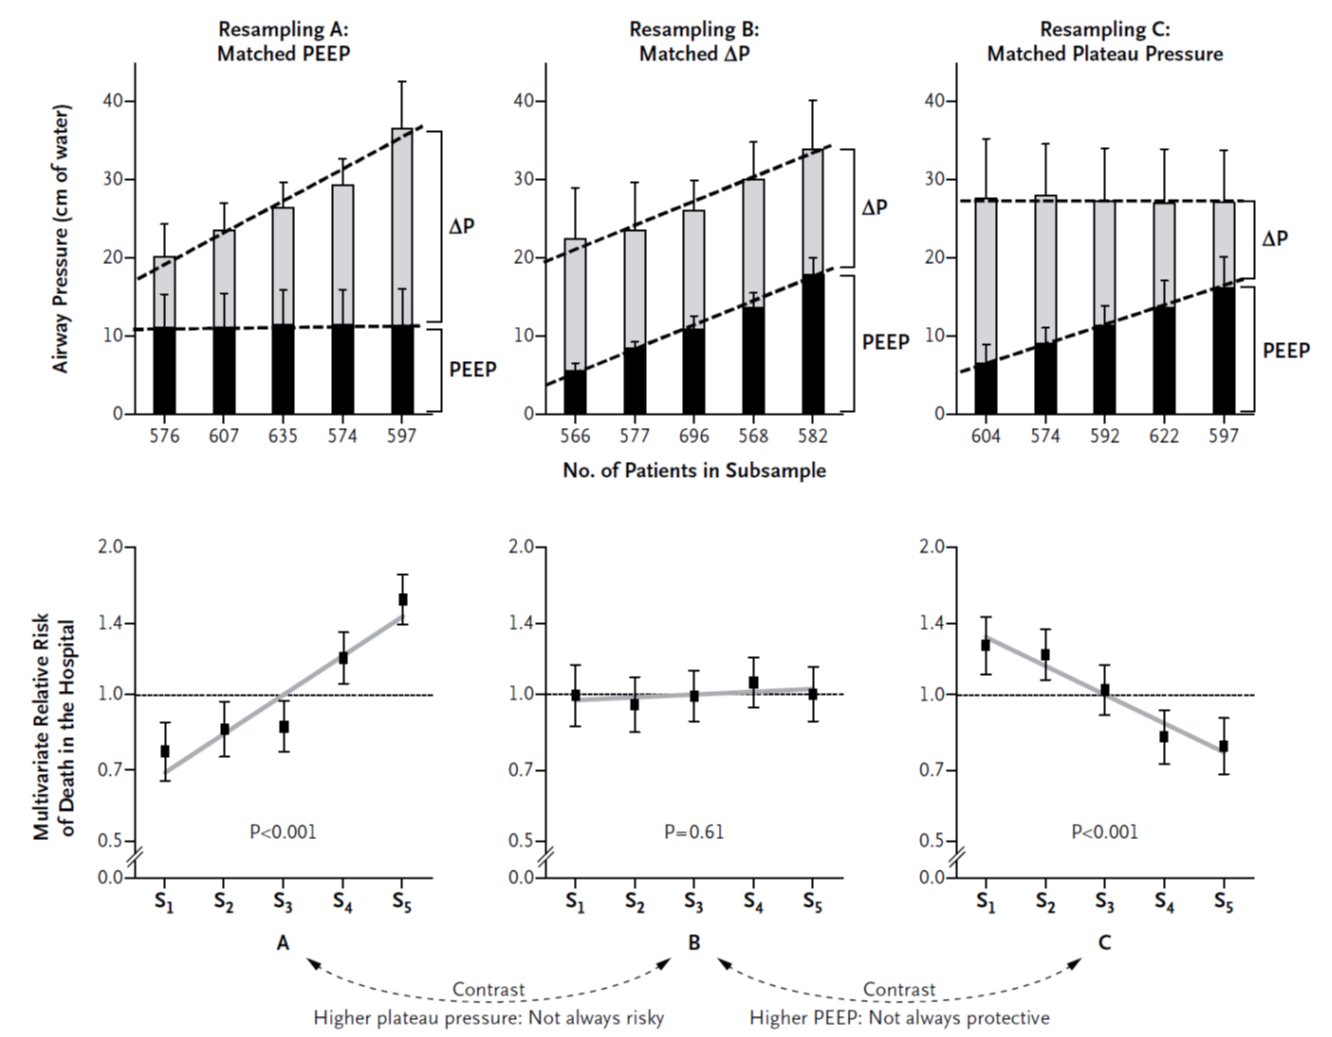 Resampling A:
Matched PEEP
Resampling B:
Matched ΔP
Resampling C:
Matched Plateau Pressure
Airway Pressure (cm of water)
40
30
20
10
0
ΔP
PEEP
576 607 635 574 597
40
30
20
10
0
ΔP
PEEP
566 577 696 568 582
40
30
20
10
0
ΔP
PEEP
604 574 592 622 597
No. of Patients in Subsample
Multivariate Relative Risk
of Death in the Hospital
2.0
1.4
1.0
0.7
0.5
0.0
P<0.001
S1 S2 S3 S4 S5
A
2.0
1.4
1.0
0.7
0.5
0.0
P=0.61
S1 S2 S3 S4 S5
B
2.0
1.4
1.0
0.7
0.5
0.0
P<0.001
S1 S2 S3 S4 S5
C
Contrast
Higher plateau pressure: Not always risky
Contrast
Higher PEEP: Not always protective